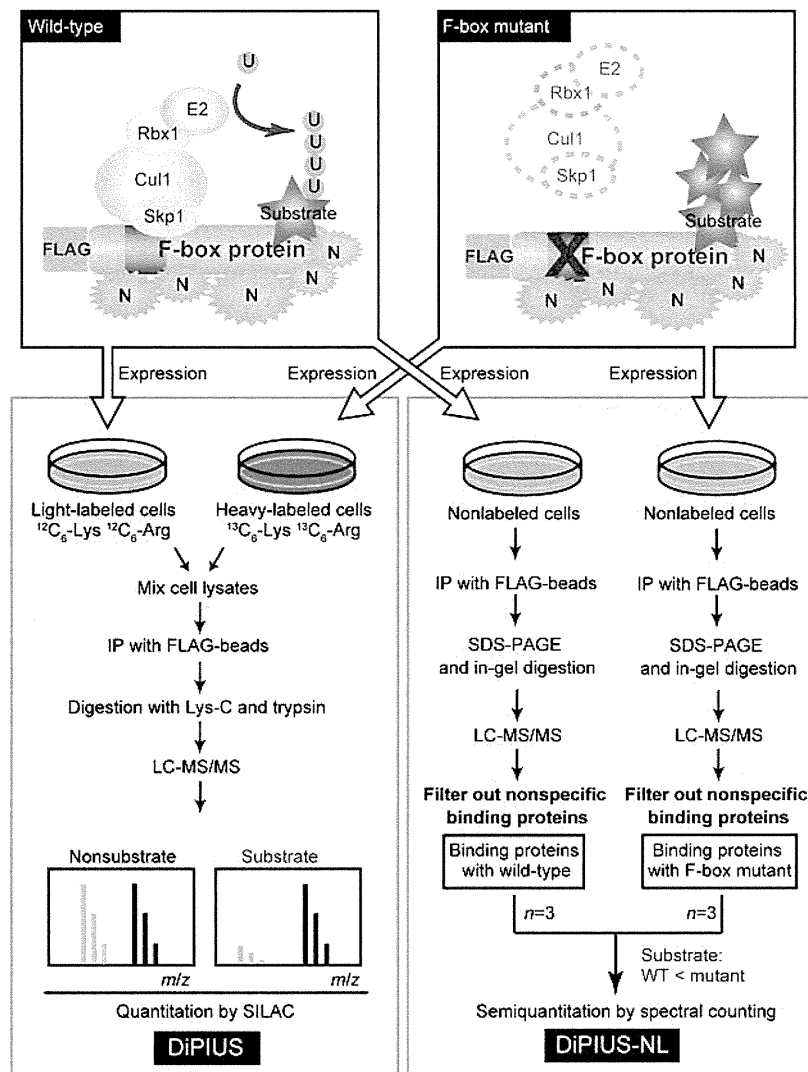 Wild-type
U
E2
Rbx1
U
U
Cul1
U
U
Skp1
Substrate
FLAG
F-box protein
N
N
N
N
N
F-box mutant
E2
Rbx1
Cul1
Skp1
Substrate
FLAG
X
F-box protein
N
N
N
N
N
Expression
Expression
Expression
Expression
Light-labeled cells
¹²C₆-Lys ¹²C₆-Arg
Heavy-labeled cells
¹³C₆-Lys ¹³C₆-Arg
Mix cell lysates
IP with FLAG-beads
Digestion with Lys-C and trypsin
LC-MS/MS
Nonsubstrate
m/z
Substrate
m/z
Quantitation by SILAC
DiPIUS
Nonlabeled cells
IP with FLAG-beads
SDS-PAGE
and in-gel digestion
LC-MS/MS
Filter out nonspecific
binding proteins
Binding proteins
with wild-type
n=3
Nonlabeled cells
IP with FLAG-beads
SDS-PAGE
and in-gel digestion
LC-MS/MS
Filter out nonspecific
binding proteins
Binding proteins
with F-box mutant
n=3
Substrate:
WT < mutant
Semiquantitation by spectral counting
DiPIUS-NL